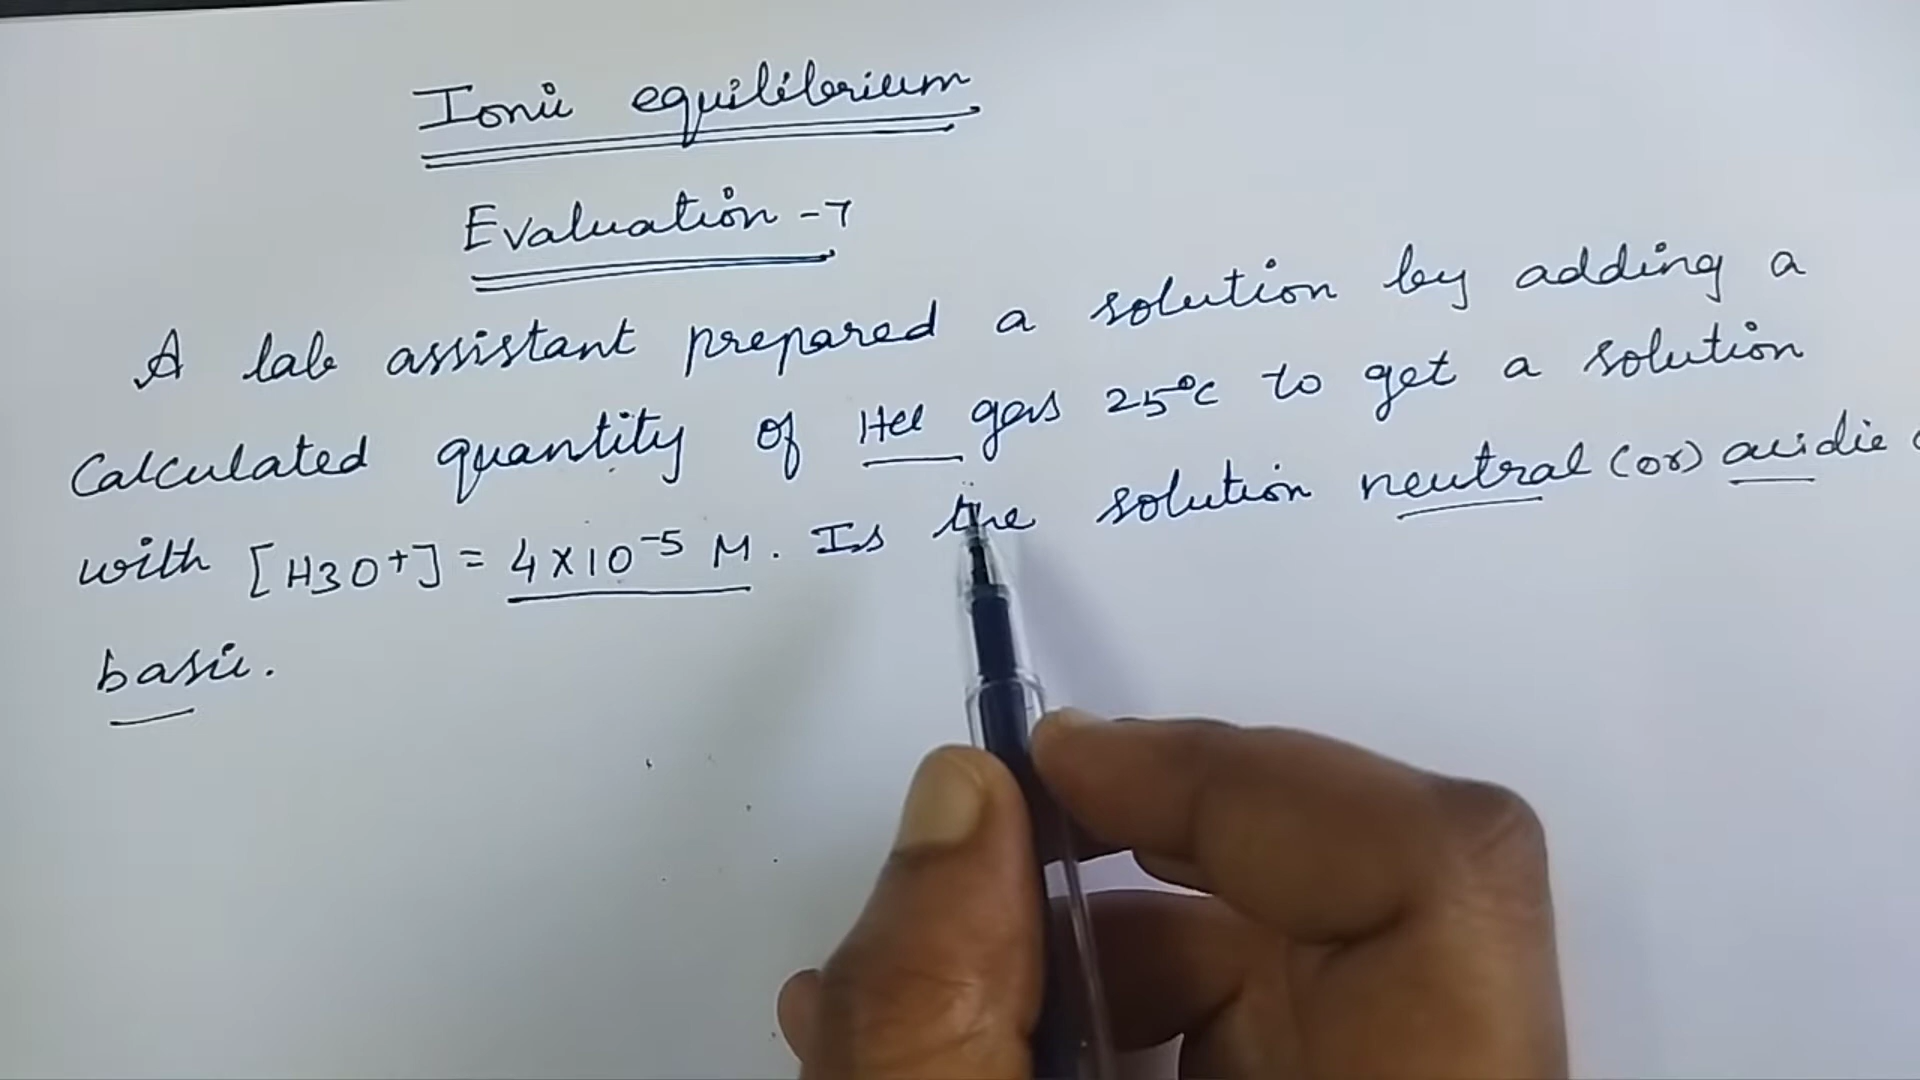 Ionic equilibrium
Evaluation - 7
A lab assistant prepared a solution by adding a
Calculated quantity of HCl gas 25°C to get a solution
with [H3O+] = 4×10-5 M. Is the solution neutral (or) acidic
basic.